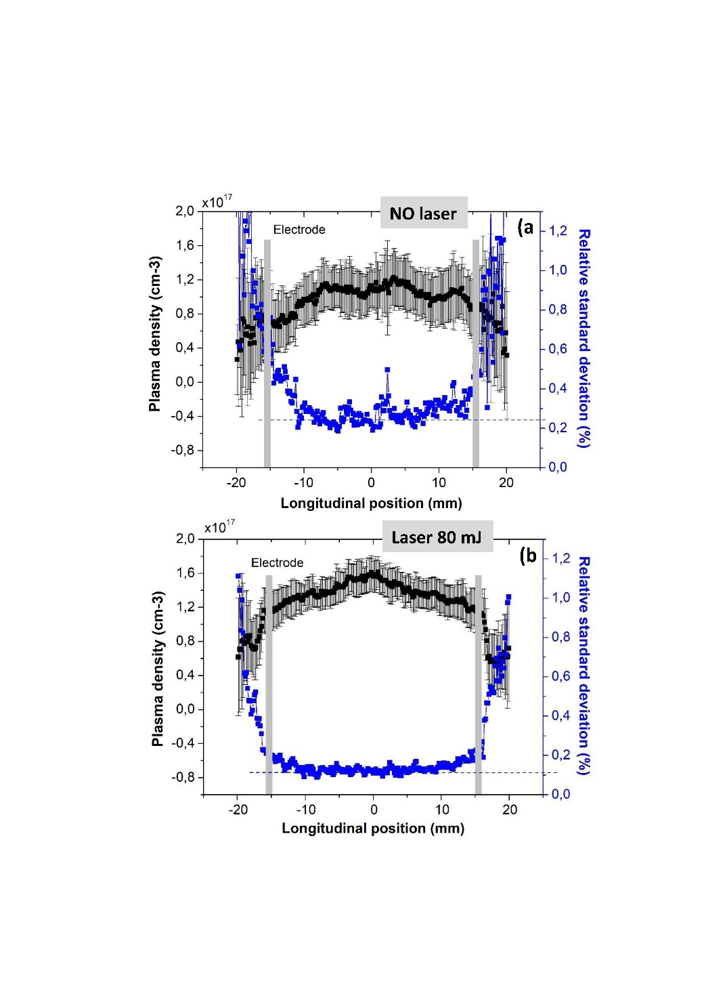 x10^17
NO laser
(a
Electrode
2,0
1,6
1,2
0,8
0,4
0,0
-0,4
-0,8
Plasma density (cm-3)
1,2
1,0
0,8
0,6
0,4
0,2
0,0
Relative standard deviation (%)
-20
-10
0
10
20
Longitudinal position (mm)
x10^17
Laser 80 mJ
(b
Electrode
2,0
1,6
1,2
0,8
0,4
0,0
-0,4
-0,8
Plasma density (cm-3)
1,2
1,0
0,8
0,6
0,4
0,2
0,0
Relative standard deviation (%)
-20
-10
0
10
20
Longitudinal position (mm)